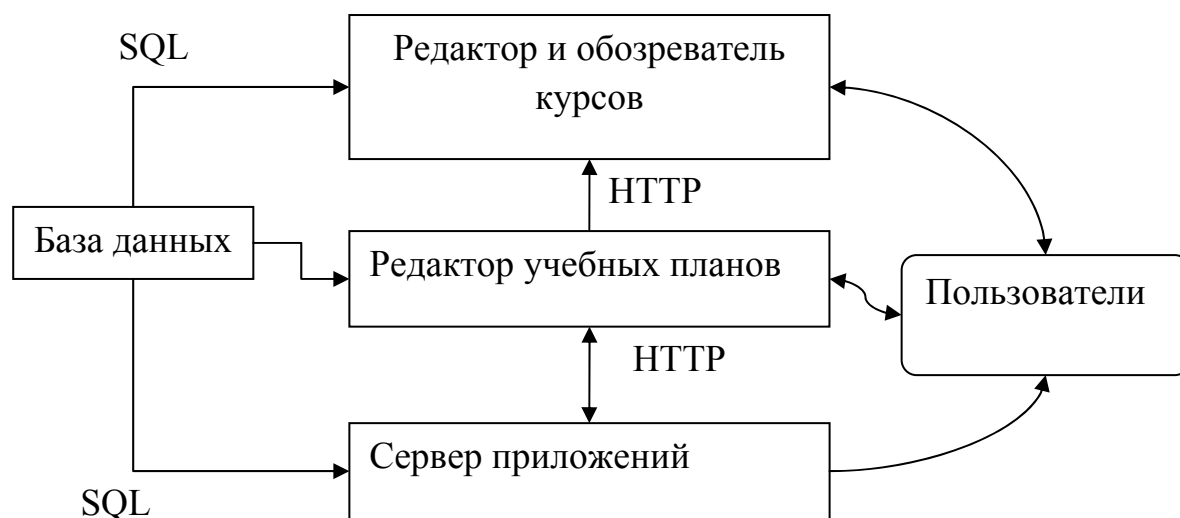 SQL
Редактор и обозреватель
курсов
HTTP
База данных
Редактор учебных планов
Пользователи
HTTP
Сервер приложений
SQL